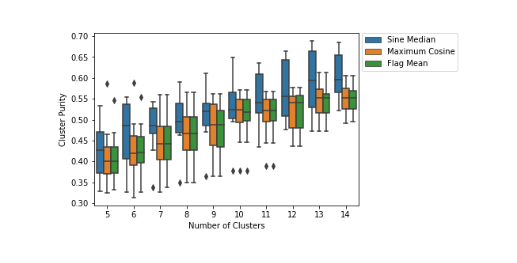 0.70
0.65
0.60
0.55
0.50
0.45
0.40
0.35
0.30
Cluster Purity
5 6 7 8 9 10 11 12 13 14
Number of Clusters
Sine Median
Maximum Cosine
Flag Mean